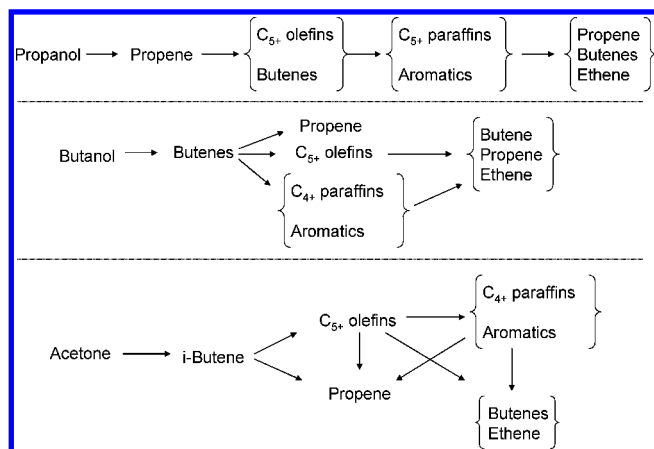 C5+ olefins
C5+ paraffins
Propene
Propanol
Propene
Butenes
Butenes
Aromatics
Ethene
Propene
Butene
Butanol
Butenes
C5+ olefins
Propene
Ethene
C4+ paraffins
Aromatics
C4+ paraffins
C5+ olefins
Aromatics
Acetone
i-Butene
Propene
Butenes
Ethene